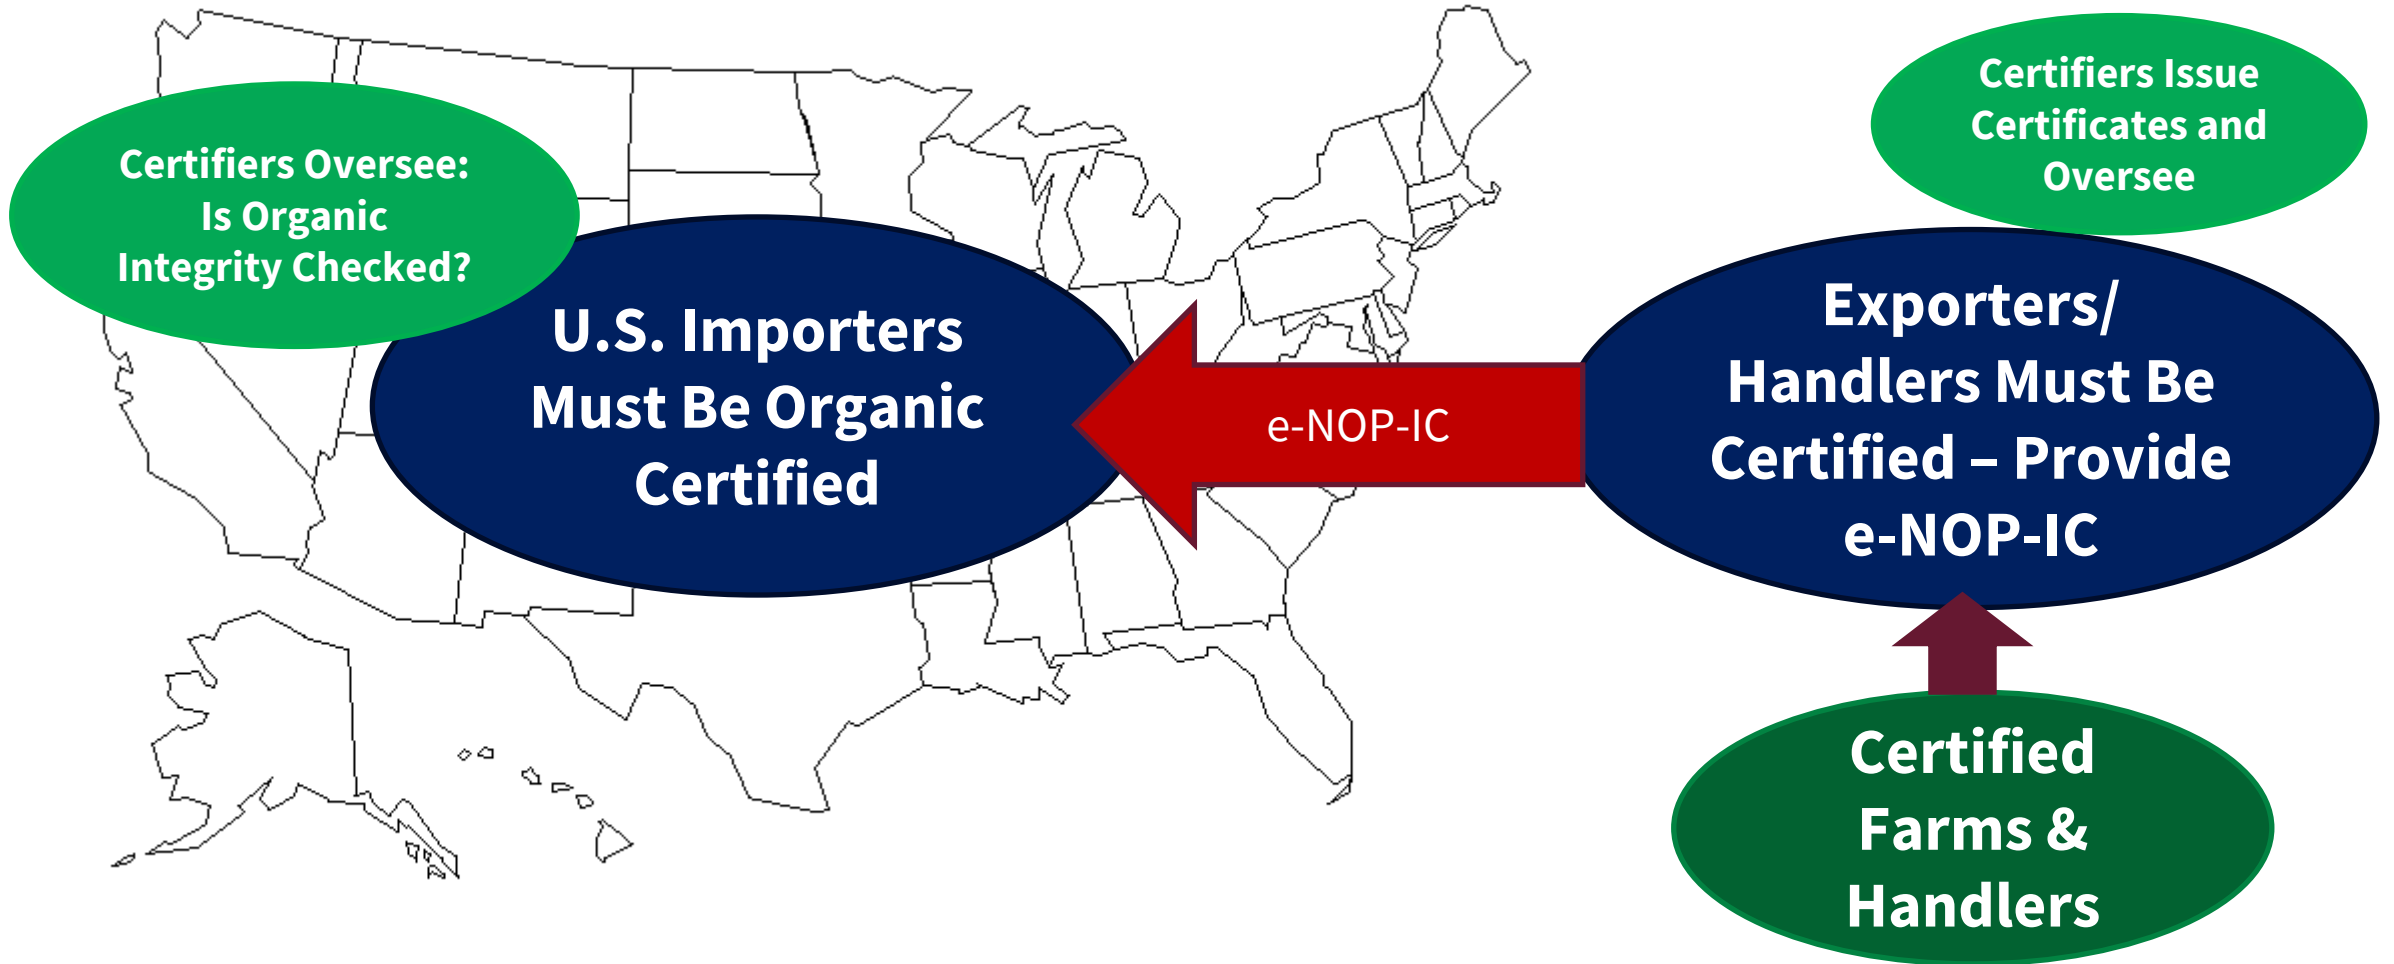 Certifiers Oversee:
Is Organic
Integrity Checked?
U.S. Importers
Must Be Organic
Certified
e-NOP-IC
Certifiers Issue
Certificates and
Oversee
Exporters/
Handlers Must Be
Certified – Provide
e-NOP-IC
Certified
Farms &
Handlers